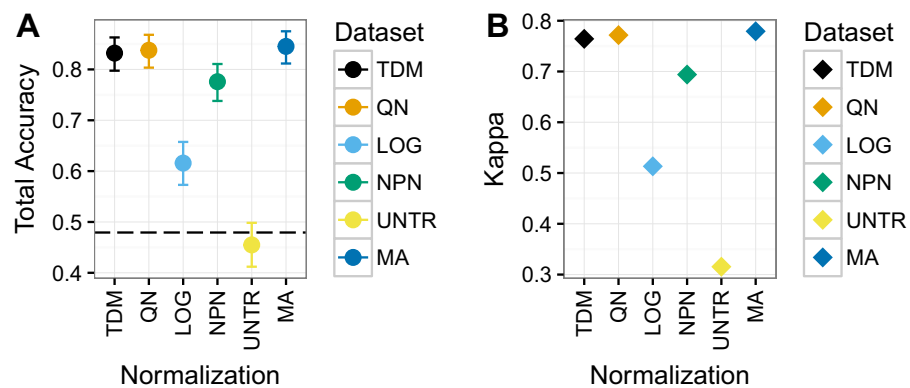 A
Total Accuracy
0.8
0.7
0.6
0.5
0.4
TDM
QN
LOG
NPN
UNTR
MA
Normalization
Dataset
TDM
QN
LOG
NPN
UNTR
MA
B
Kappa
0.8
0.7
0.6
0.5
0.4
0.3
TDM
QN
LOG
NPN
UNTR
MA
Normalization
Dataset
TDM
QN
LOG
NPN
UNTR
MA